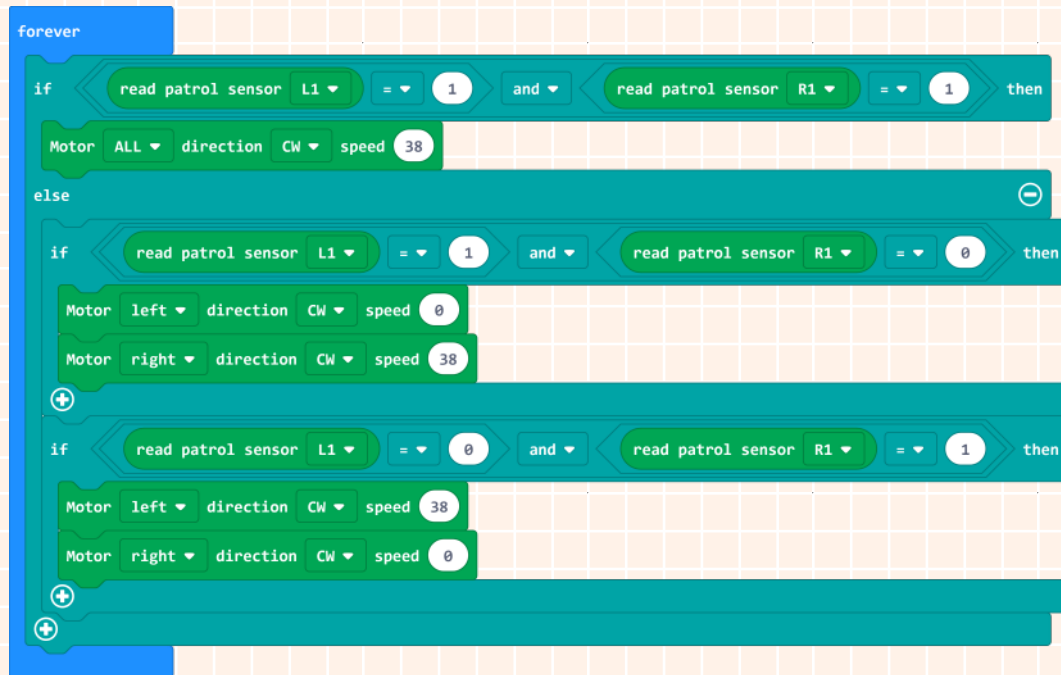 forever
if read patrol sensor L1 = 1 and read patrol sensor R1 = 1 then
Motor ALL direction CW speed 38
else
if read patrol sensor L1 = 1 and read patrol sensor R1 = 0 then
Motor left direction CW speed 0
Motor right direction CW speed 38
if read patrol sensor L1 = 0 and read patrol sensor R1 = 1 then
Motor left direction CW speed 38
Motor right direction CW speed 0